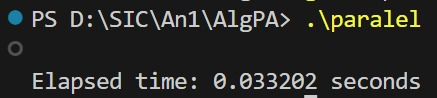 PS D:\SIC\An1\AlgPA> .\paralel
Elapsed time: 0.033202 seconds